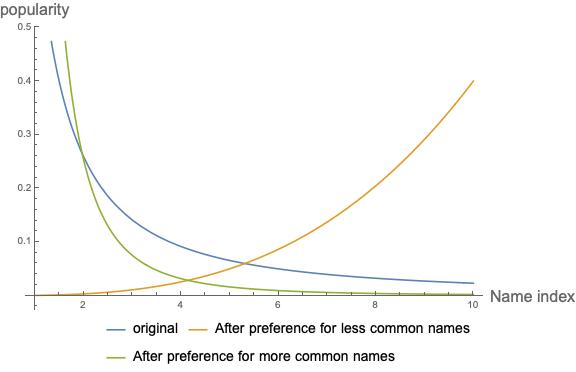 popularity
0.5
0.4
0.3
0.2
0.1
2 4 6 8 10
Name index
original After preference for less common names
After preference for more common names